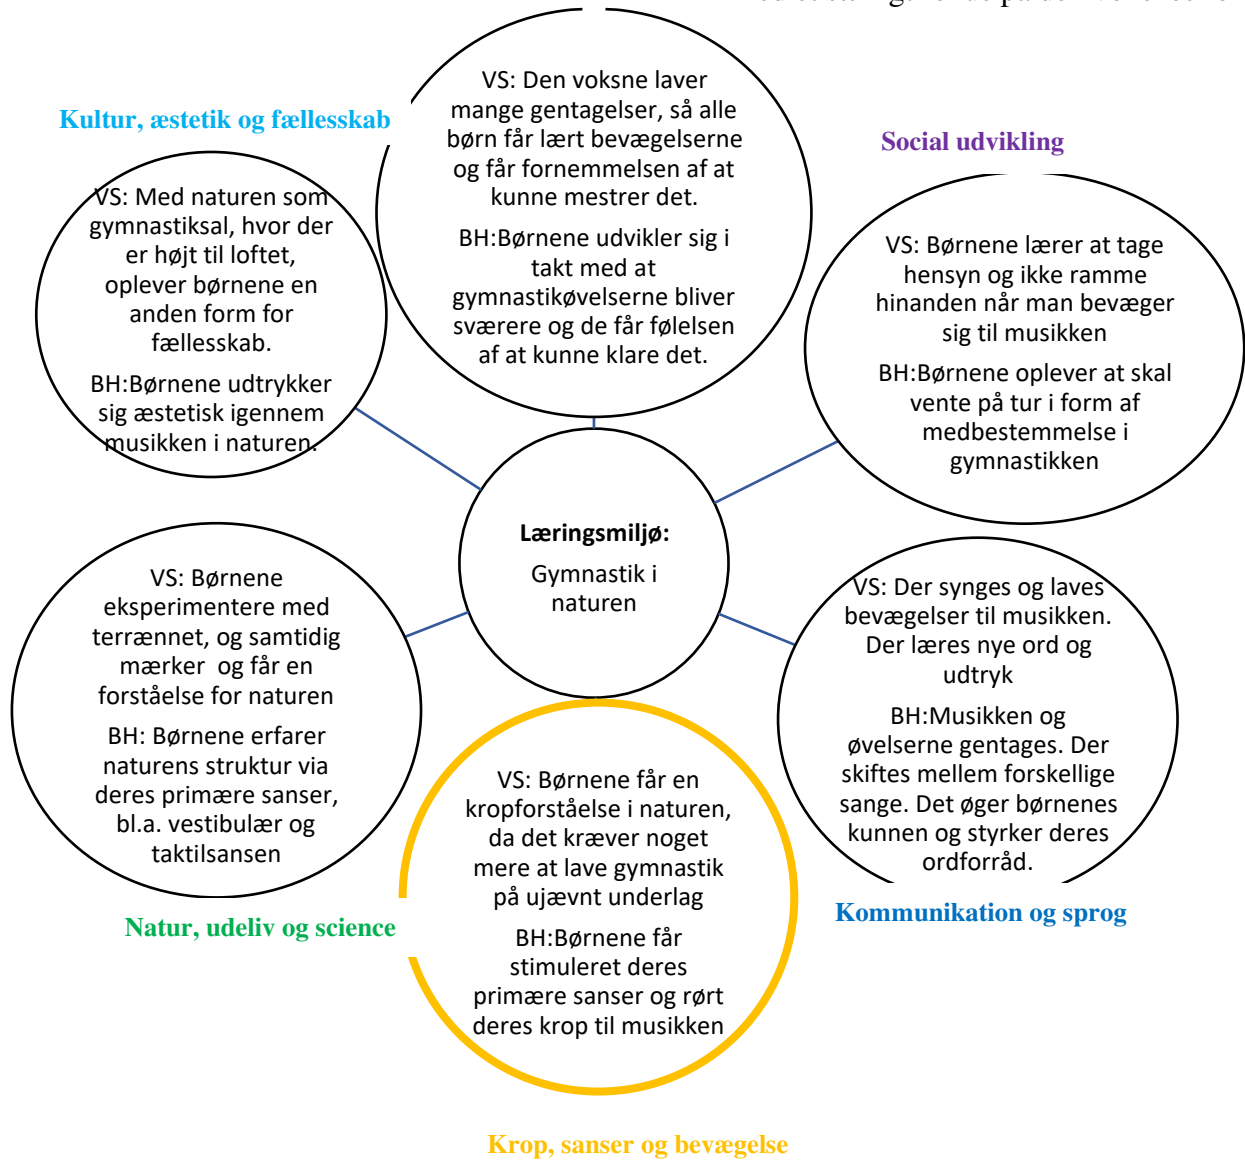 Kultur, æstetik og fællesskab
VS: Med naturen som
gymnastiksal, hvor der
er højt til loftet,
oplever børnene en
anden form for
fællesskab.
BH:Børnene udtrykker
sig æstetisk igennem
musikken i naturen.
VS: Den voksne laver
mange gentagelser, så alle
børn får lært bevægelserne
og får fornemmelsen af at
kunne mestrer det.
BH:Børnene udvikler sig i
takt med at
gymnastikøvelserne bliver
sværere og de får følelsen
af at kunne klare det.
Social udvikling
VS: Børnene lærer at tage
hensyn og ikke ramme
hinanden når man bevæger
sig til musikken
BH:Børnene oplever at skal
vente på tur i form af
medbestemmelse i
gymnastikken
Læringsmiljø:
Gymnastik i
naturen
VS: Børnene
eksperimentere med
terrænnet, og samtidig
mærker og får en
forståelse for naturen
BH: Børnene erfarer
naturens struktur via
deres primære sanser,
bl.a. vestibulær og
taktilsansen
Natur, udeliv og science
VS: Der synges og laves
bevægelser til musikken.
Der læres nye ord og
udtryk
BH:Musikken og
øvelserne gentages. Der
skiftes mellem forskellige
sange. Det øger børnenes
kunnen og styrker deres
ordforråd.
Kommunikation og sprog
VS: Børnene får en
kropforståelse i naturen,
da det kræver noget
mere at lave gymnastik
på ujævnt underlag
BH:Børnene får
stimuleret deres
primære sanser og rørt
deres krop til musikken
Krop, sanser og bevægelse